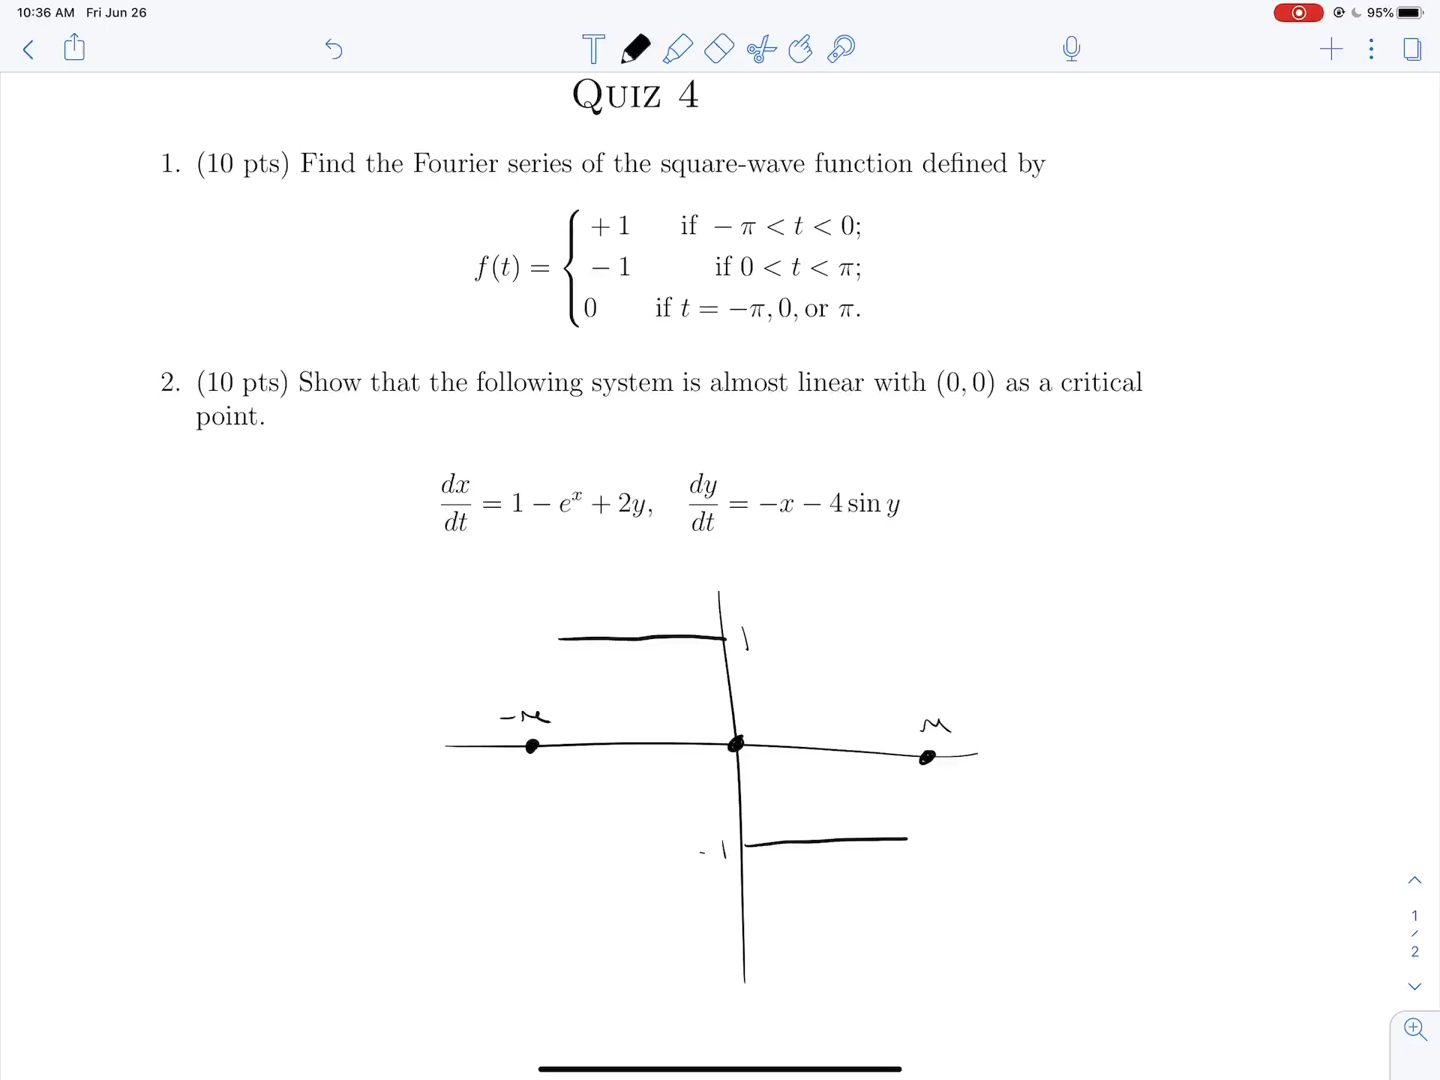 10:36 AM Fri Jun 26
95%
QUIZ 4
1. (10 pts) Find the Fourier series of the square-wave function defined by
f(t) = { +1 if − π < t < 0;
− 1 if 0 < t < π;
0 if t = −π, 0, or π.
2. (10 pts) Show that the following system is almost linear with (0, 0) as a critical
point.
dx/dt = 1 − eˣ + 2y, dy/dt = −x − 4 sin y
1
-π
π
-1
1
/
2